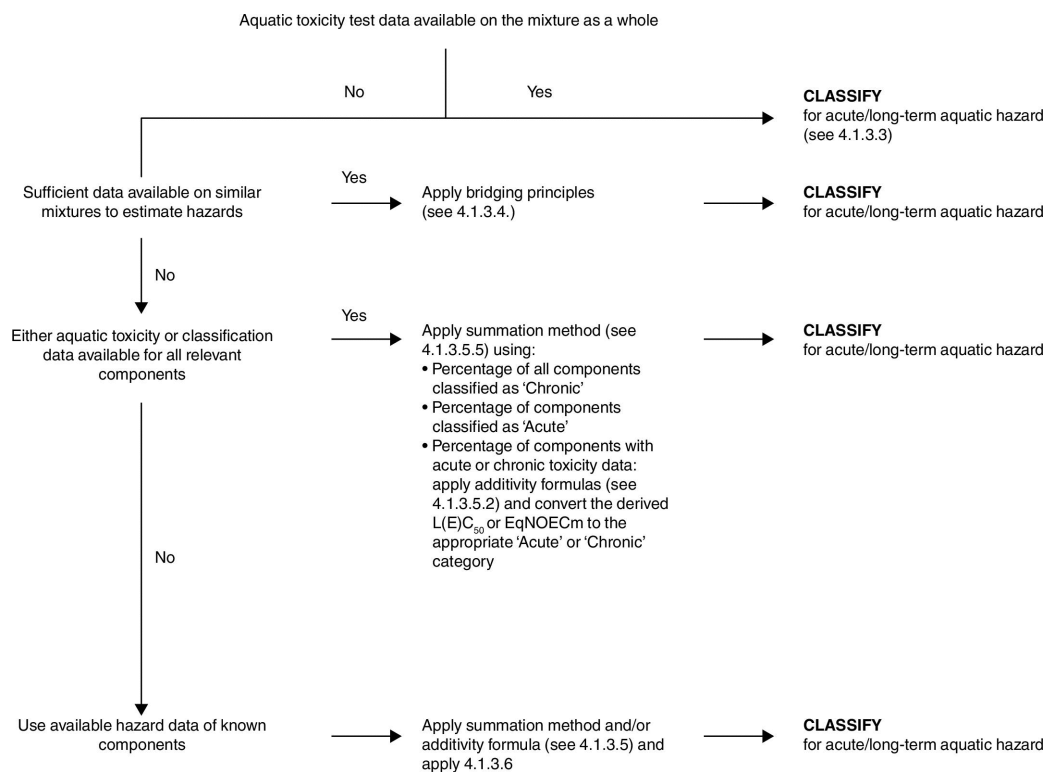 Aquatic toxicity test data available on the mixture as a whole
No
Yes
CLASSIFY
for acute/long-term aquatic hazard
(see 4.1.3.3)
Sufficient data available on similar
mixtures to estimate hazards
Yes
Apply bridging principles
(see 4.1.3.4.)
CLASSIFY
for acute/long-term aquatic hazard
No
Either aquatic toxicity or classification
data available for all relevant
components
Yes
Apply summation method (see
4.1.3.5.5) using:
• Percentage of all components
classified as ‘Chronic’
• Percentage of components
classified as ‘Acute’
• Percentage of components with
acute or chronic toxicity data:
apply additivity formulas (see
4.1.3.5.2) and convert the derived
L(E)C₅₀ or EqNOECm to the
appropriate ‘Acute’ or ‘Chronic’
category
CLASSIFY
for acute/long-term aquatic hazard
No
Use available hazard data of known
components
Apply summation method and/or
additivity formula (see 4.1.3.5) and
apply 4.1.3.6
CLASSIFY
for acute/long-term aquatic hazard